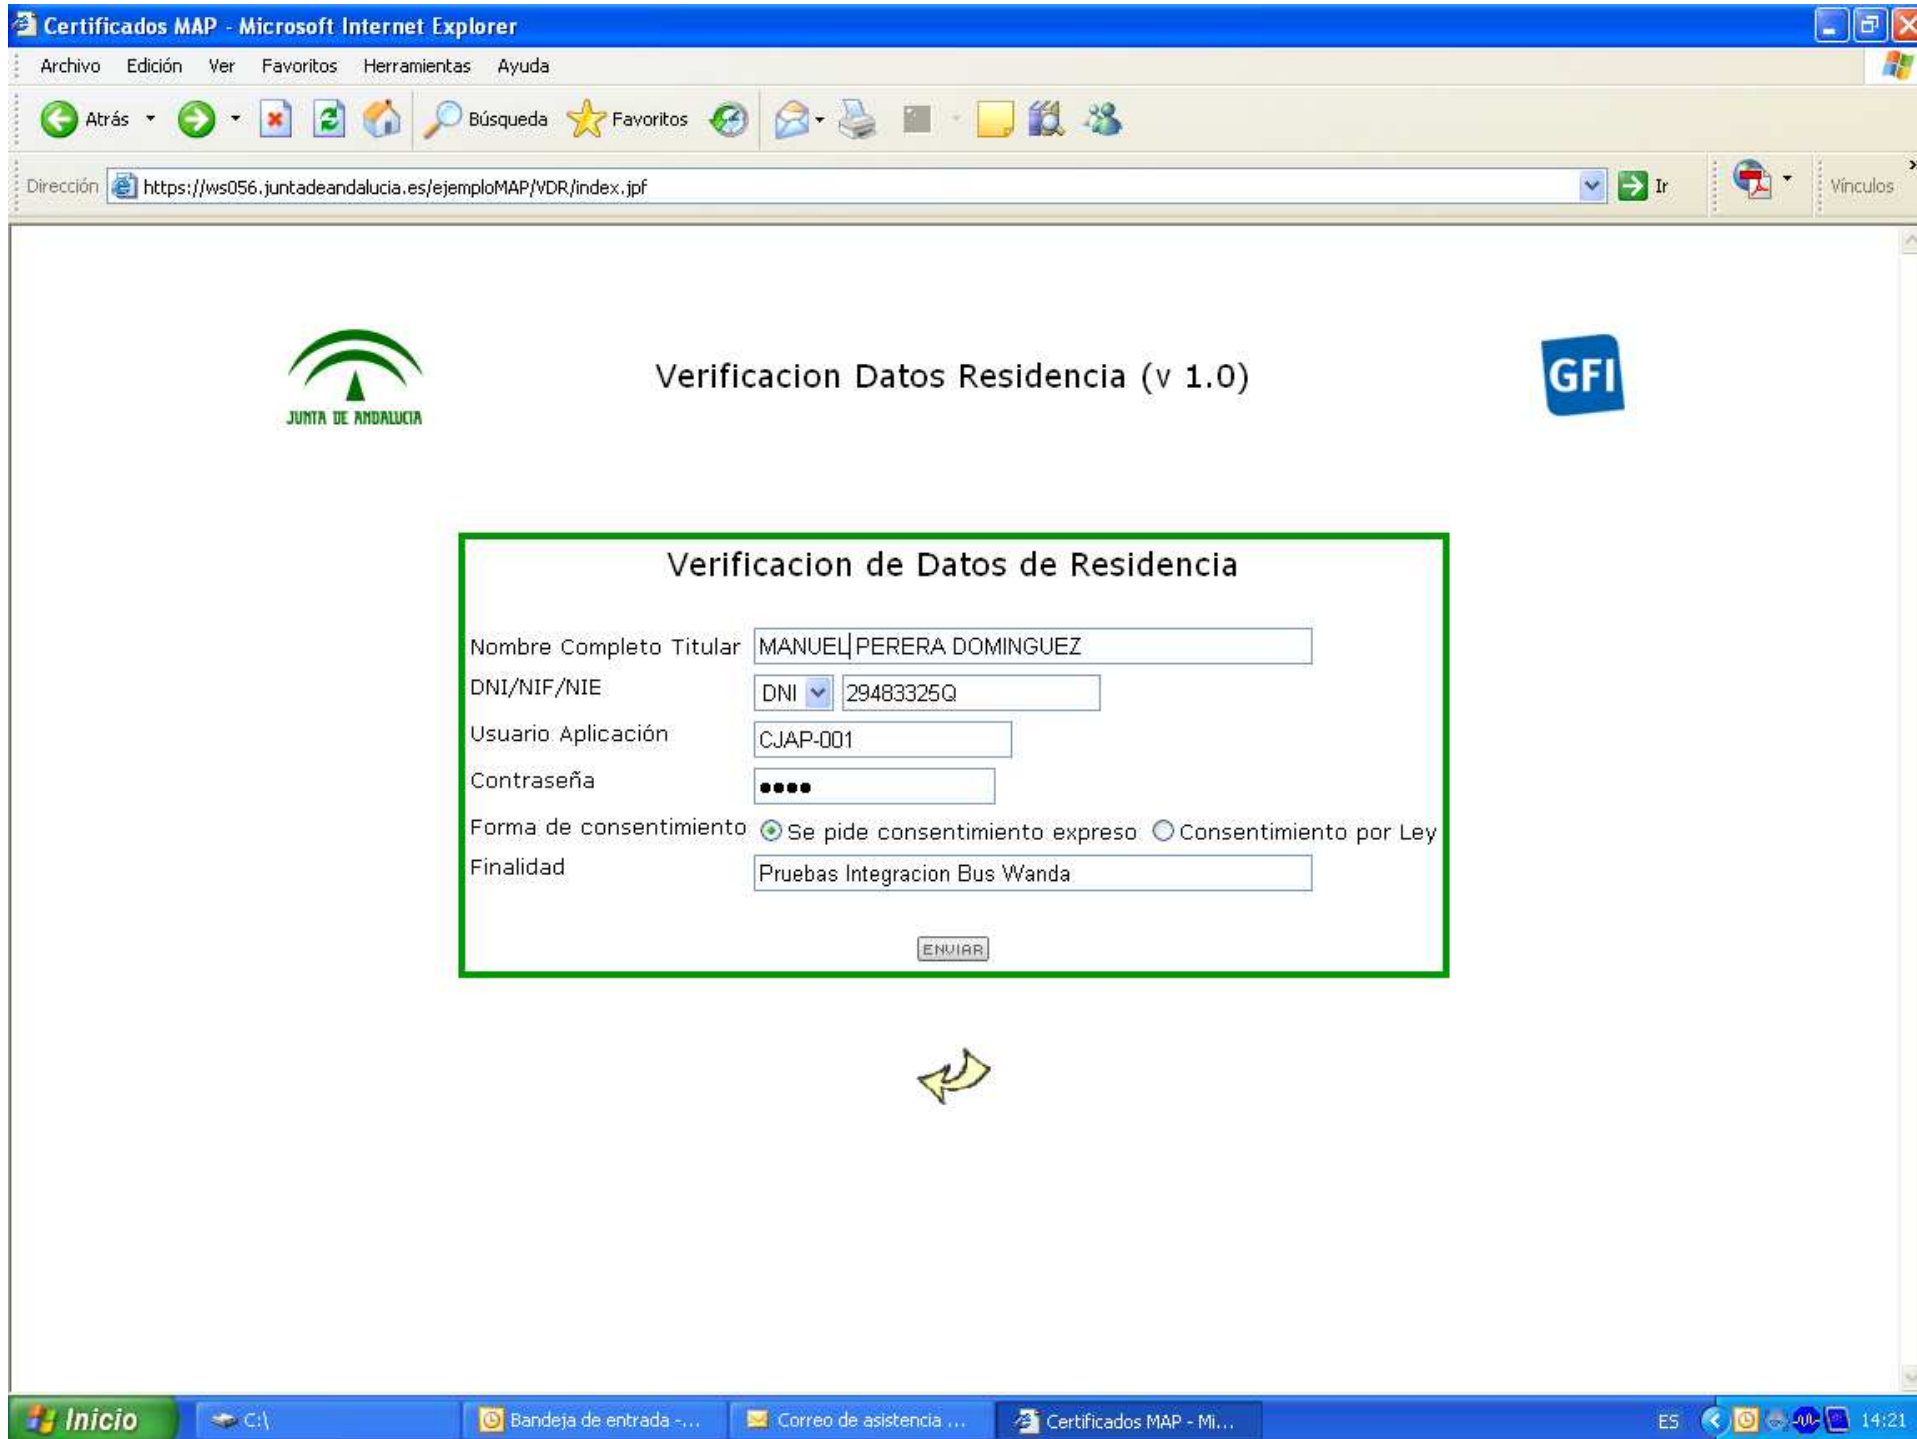 Certificados MAP - Microsoft Internet Explorer
Archivo Edición Ver Favoritos Herramientas Ayuda
Atrás Búsqueda Favoritos
Dirección https://ws056.juntadeandalucia.es/ejemploMAP/VDR/index.jpf Ir Vínculos »
JUNTA DE ANDALUCIA
Verificacion Datos Residencia (v 1.0)
GFI
Verificacion de Datos de Residencia
Nombre Completo Titular MANUEL PERERA DOMINGUEZ
DNI/NIF/NIE DNI 29483325Q
Usuario Aplicación CJAP-001
Contraseña ••••
Forma de consentimiento Se pide consentimiento expreso Consentimiento por Ley
Finalidad Pruebas Integracion Bus Wanda
ENVIAR
Inicio C:\ Bandeja de entrada -... Correo de asistencia ... Certificados MAP - Mi... ES 14:21